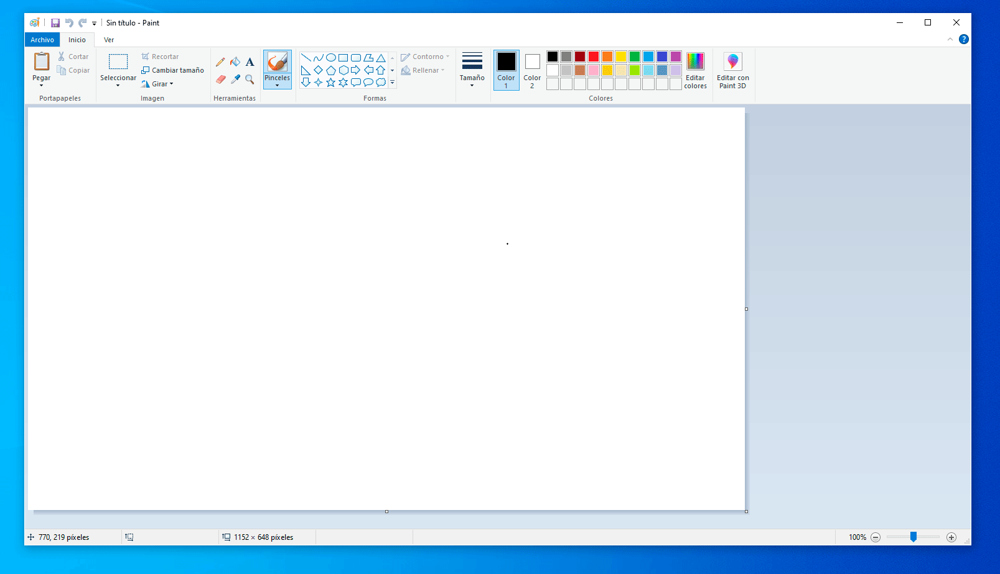 Sin título - Paint
Archivo Inicio Ver
Pegar
Cortar
Copiar
Portapapeles
Seleccionar
Recortar
Cambiar tamaño
Girar
Imagen
A
Herramientas
Pinceles
Contorno
Rellenar
Formas
Tamaño
Color
1
Color
2
Editar
colores
Colores
Editar con
Paint 3D
?
770, 219 píxeles
1152 × 648 píxeles
100%